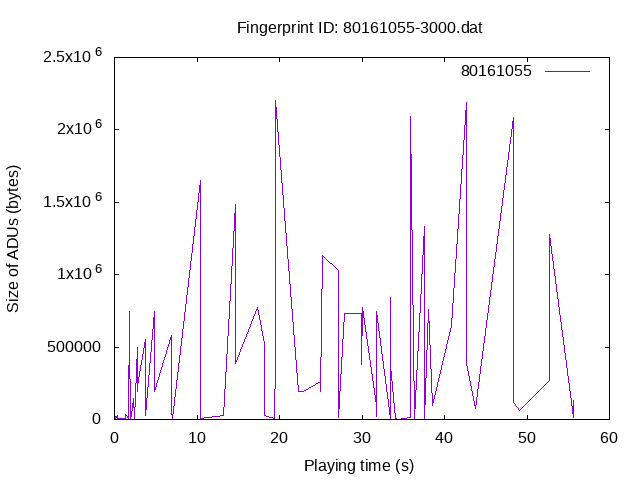 Fingerprint ID: 80161055-3000.dat
80161055
Size of ADUs (bytes)
2.5x10 6
2x10 6
1.5x10 6
1x10 6
500000
0
0 10 20 30 40 50 60
Playing time (s)